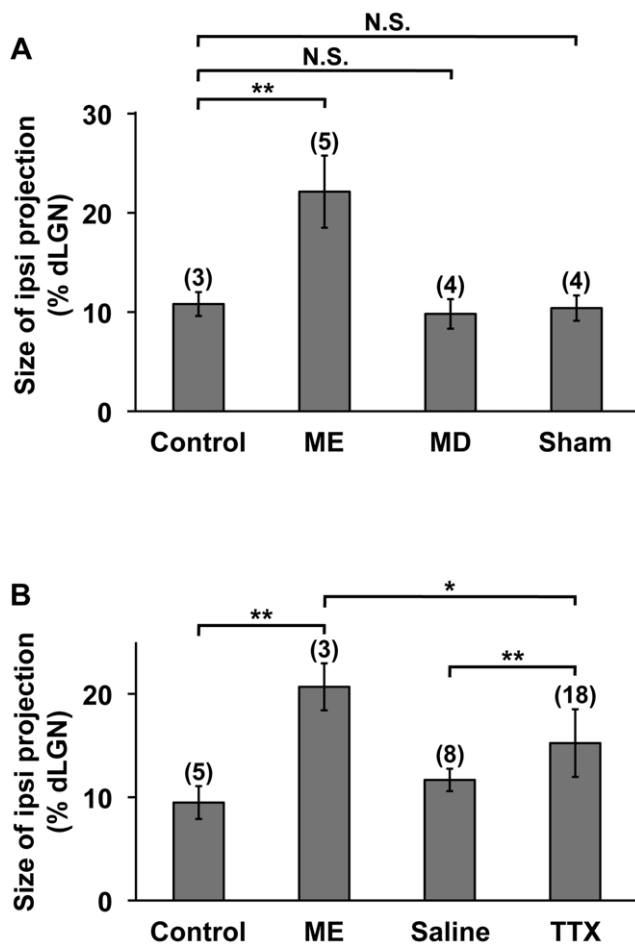 A
N.S.
N.S.
**
Size of ipsi projection
(% dLGN)
30
20
10
0
(3)
(5)
(4)
(4)
Control ME MD Sham
B
*
**
**
Size of ipsi projection
(% dLGN)
20
10
0
(5)
(3)
(8)
(18)
Control ME Saline TTX